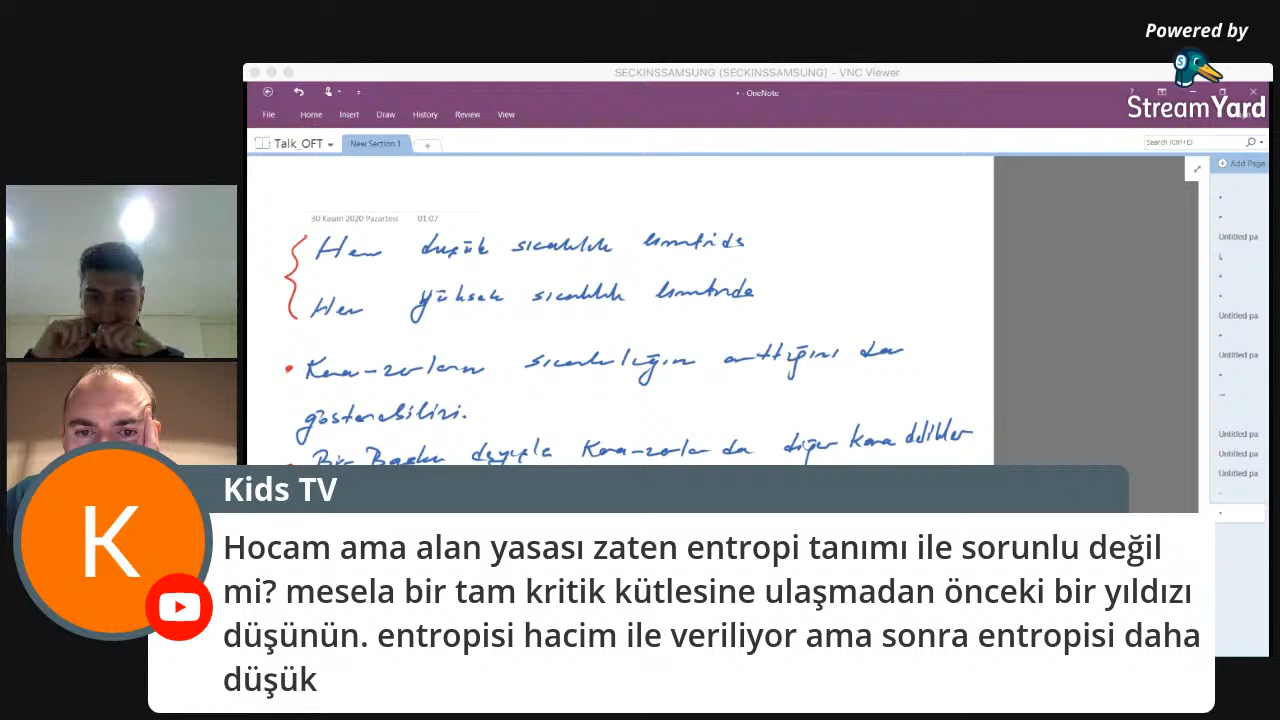 Powered by
StreamYard
SECKINSSAMSUNG (SECKINSSAMSUNG) - VNC Viewer
- OneNote
File Home Insert Draw History Review View
Talk_OFT
New Section 1
Search (Ctrl+E)
Add Page
30 Kasım 2020 Pazartesi 01:07
Hem düşük sıcaklık limitinde
Hem yüksek sıcaklık limitinde
Untitled pa
Untitled pa
Kara-zorların sıcaklığın arttığını da
gösterebiliriz.
Untitled pa
Bir Başka deyişle Kara-zorlar da diğer kara delikler
Untitled pa
Untitled pa
Untitled pa
K
Kids TV
Hocam ama alan yasası zaten entropi tanımı ile sorunlu değil
mi? mesela bir tam kritik kütlesine ulaşmadan önceki bir yıldızı
düşünün. entropisi hacim ile veriliyor ama sonra entropisi daha
düşük